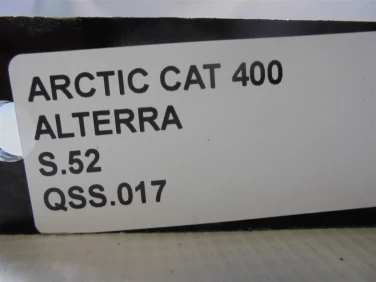 ARCTIC CAT 400
ALTERRA
S.52
QSS.017